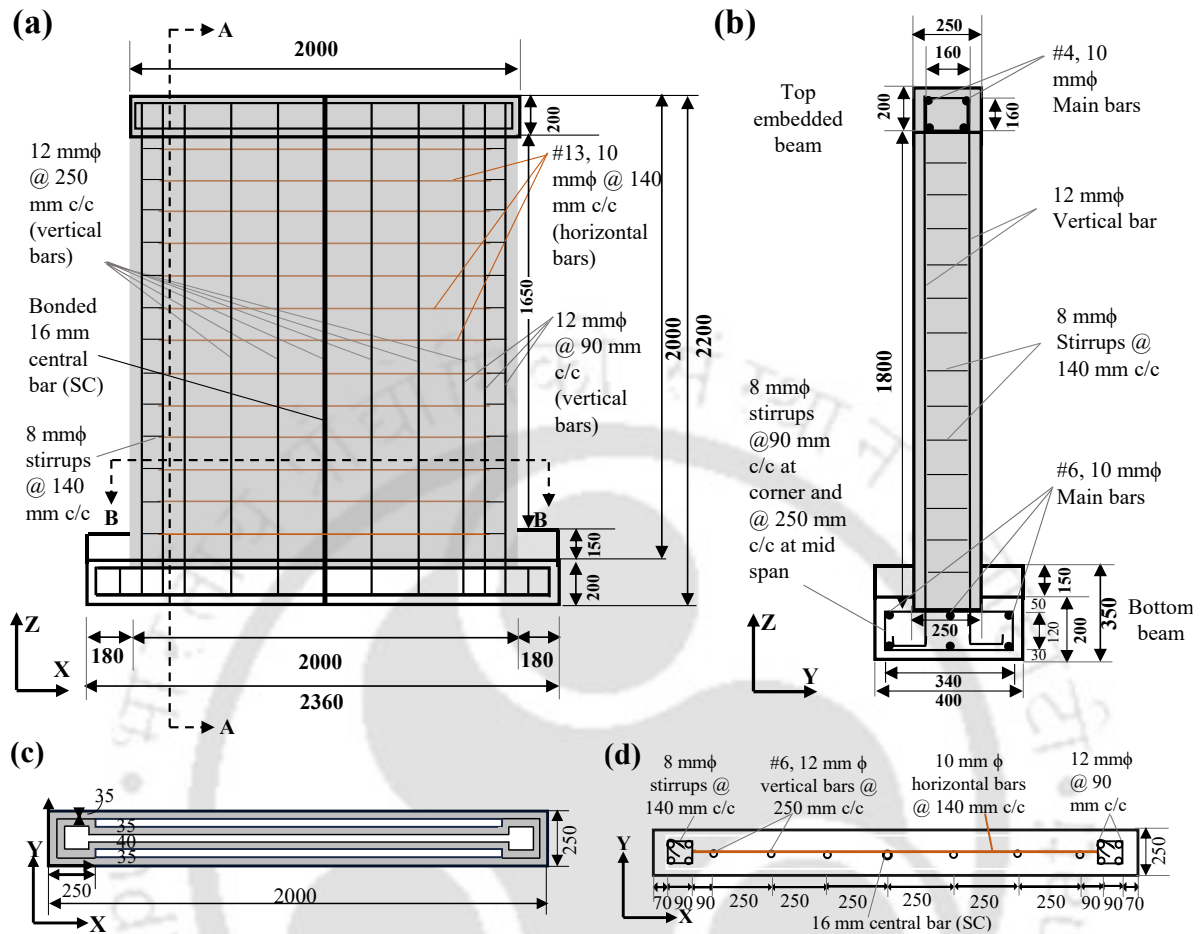 (a)
A
2000
200
12 mmϕ
@ 250
mm c/c
(vertical
bars)
#13, 10
mmϕ @ 140
mm c/c
(horizontal
bars)
1650
2000
2200
Bonded
16 mm
central
bar (SC)
12 mmϕ
@ 90 mm
c/c
(vertical
bars)
8 mmϕ
stirrups
@ 140
mm c/c
B
B
150
200
Z
X
180
2000
180
2360
A
(b)
250
160
#4, 10
mmϕ
Main bars
Top
embedded
beam
200
160
12 mmϕ
Vertical bar
1800
8 mmϕ
Stirrups @
140 mm c/c
8 mmϕ
stirrups
@90 mm
c/c at
corner and
@ 250 mm
c/c at mid
span
#6, 10 mmϕ
Main bars
150
50
120
30
200
350
Bottom
beam
250
340
400
Z
Y
(c)
35
35
40
35
250
Y
250
2000
X
(d)
8 mmϕ
stirrups @
140 mm c/c
#6, 12 mm ϕ
vertical bars @
250 mm c/c
10 mm ϕ
horizontal bars
@ 140 mm c/c
12 mmϕ
@ 90
mm c/c
250
Y
70 90 90 250 250 250 250 250 250 90 90 70
X
16 mm central bar (SC)